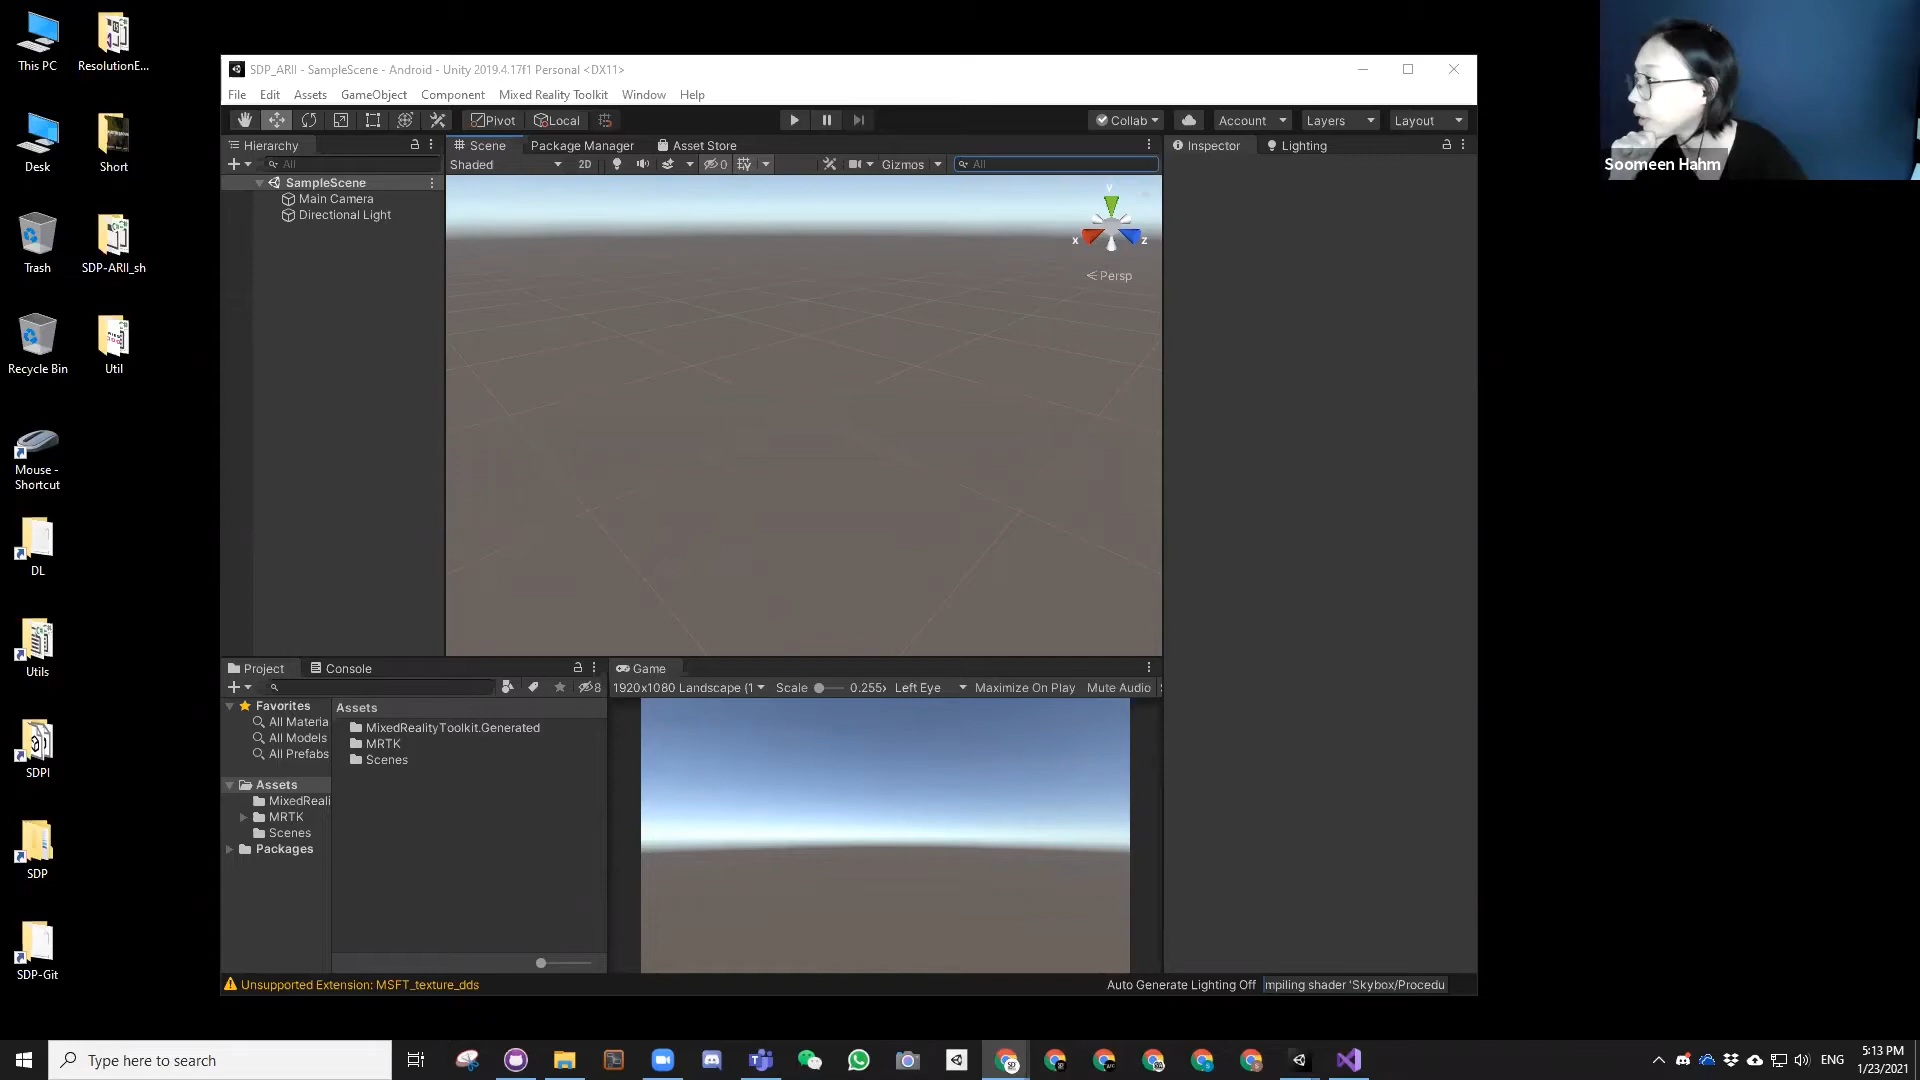 This PC
ResolutionE...
Desk
Short
Trash
SDP-ARII_sh
Recycle Bin
Util
Mouse -
Shortcut
DL
Utils
SDPI
SDP
SDP-Git
SDP_ARII - SampleScene - Android - Unity 2019.4.17f1 Personal <DX11>
File Edit Assets GameObject Component Mixed Reality Toolkit Window Help
Pivot Local Collab Account Layers Layout
Hierarchy
All
SampleScene
Main Camera
Directional Light
Scene Package Manager Asset Store
Shaded 2D 0 Gizmos All
y
x z
Persp
Inspector Lighting
Project Console
8
Favorites
All Materia
All Models
All Prefabs
Assets
MixedReali
MRTK
Scenes
Packages
Assets
MixedRealityToolkit.Generated
MRTK
Scenes
Game
1920x1080 Landscape (1 Scale 0.255x Left Eye Maximize On Play Mute Audio
Unsupported Extension: MSFT_texture_dds
Auto Generate Lighting Off mpiling shader 'Skybox/Procedu
Soomeen Hahm
Type here to search
ENG
5:13 PM
1/23/2021